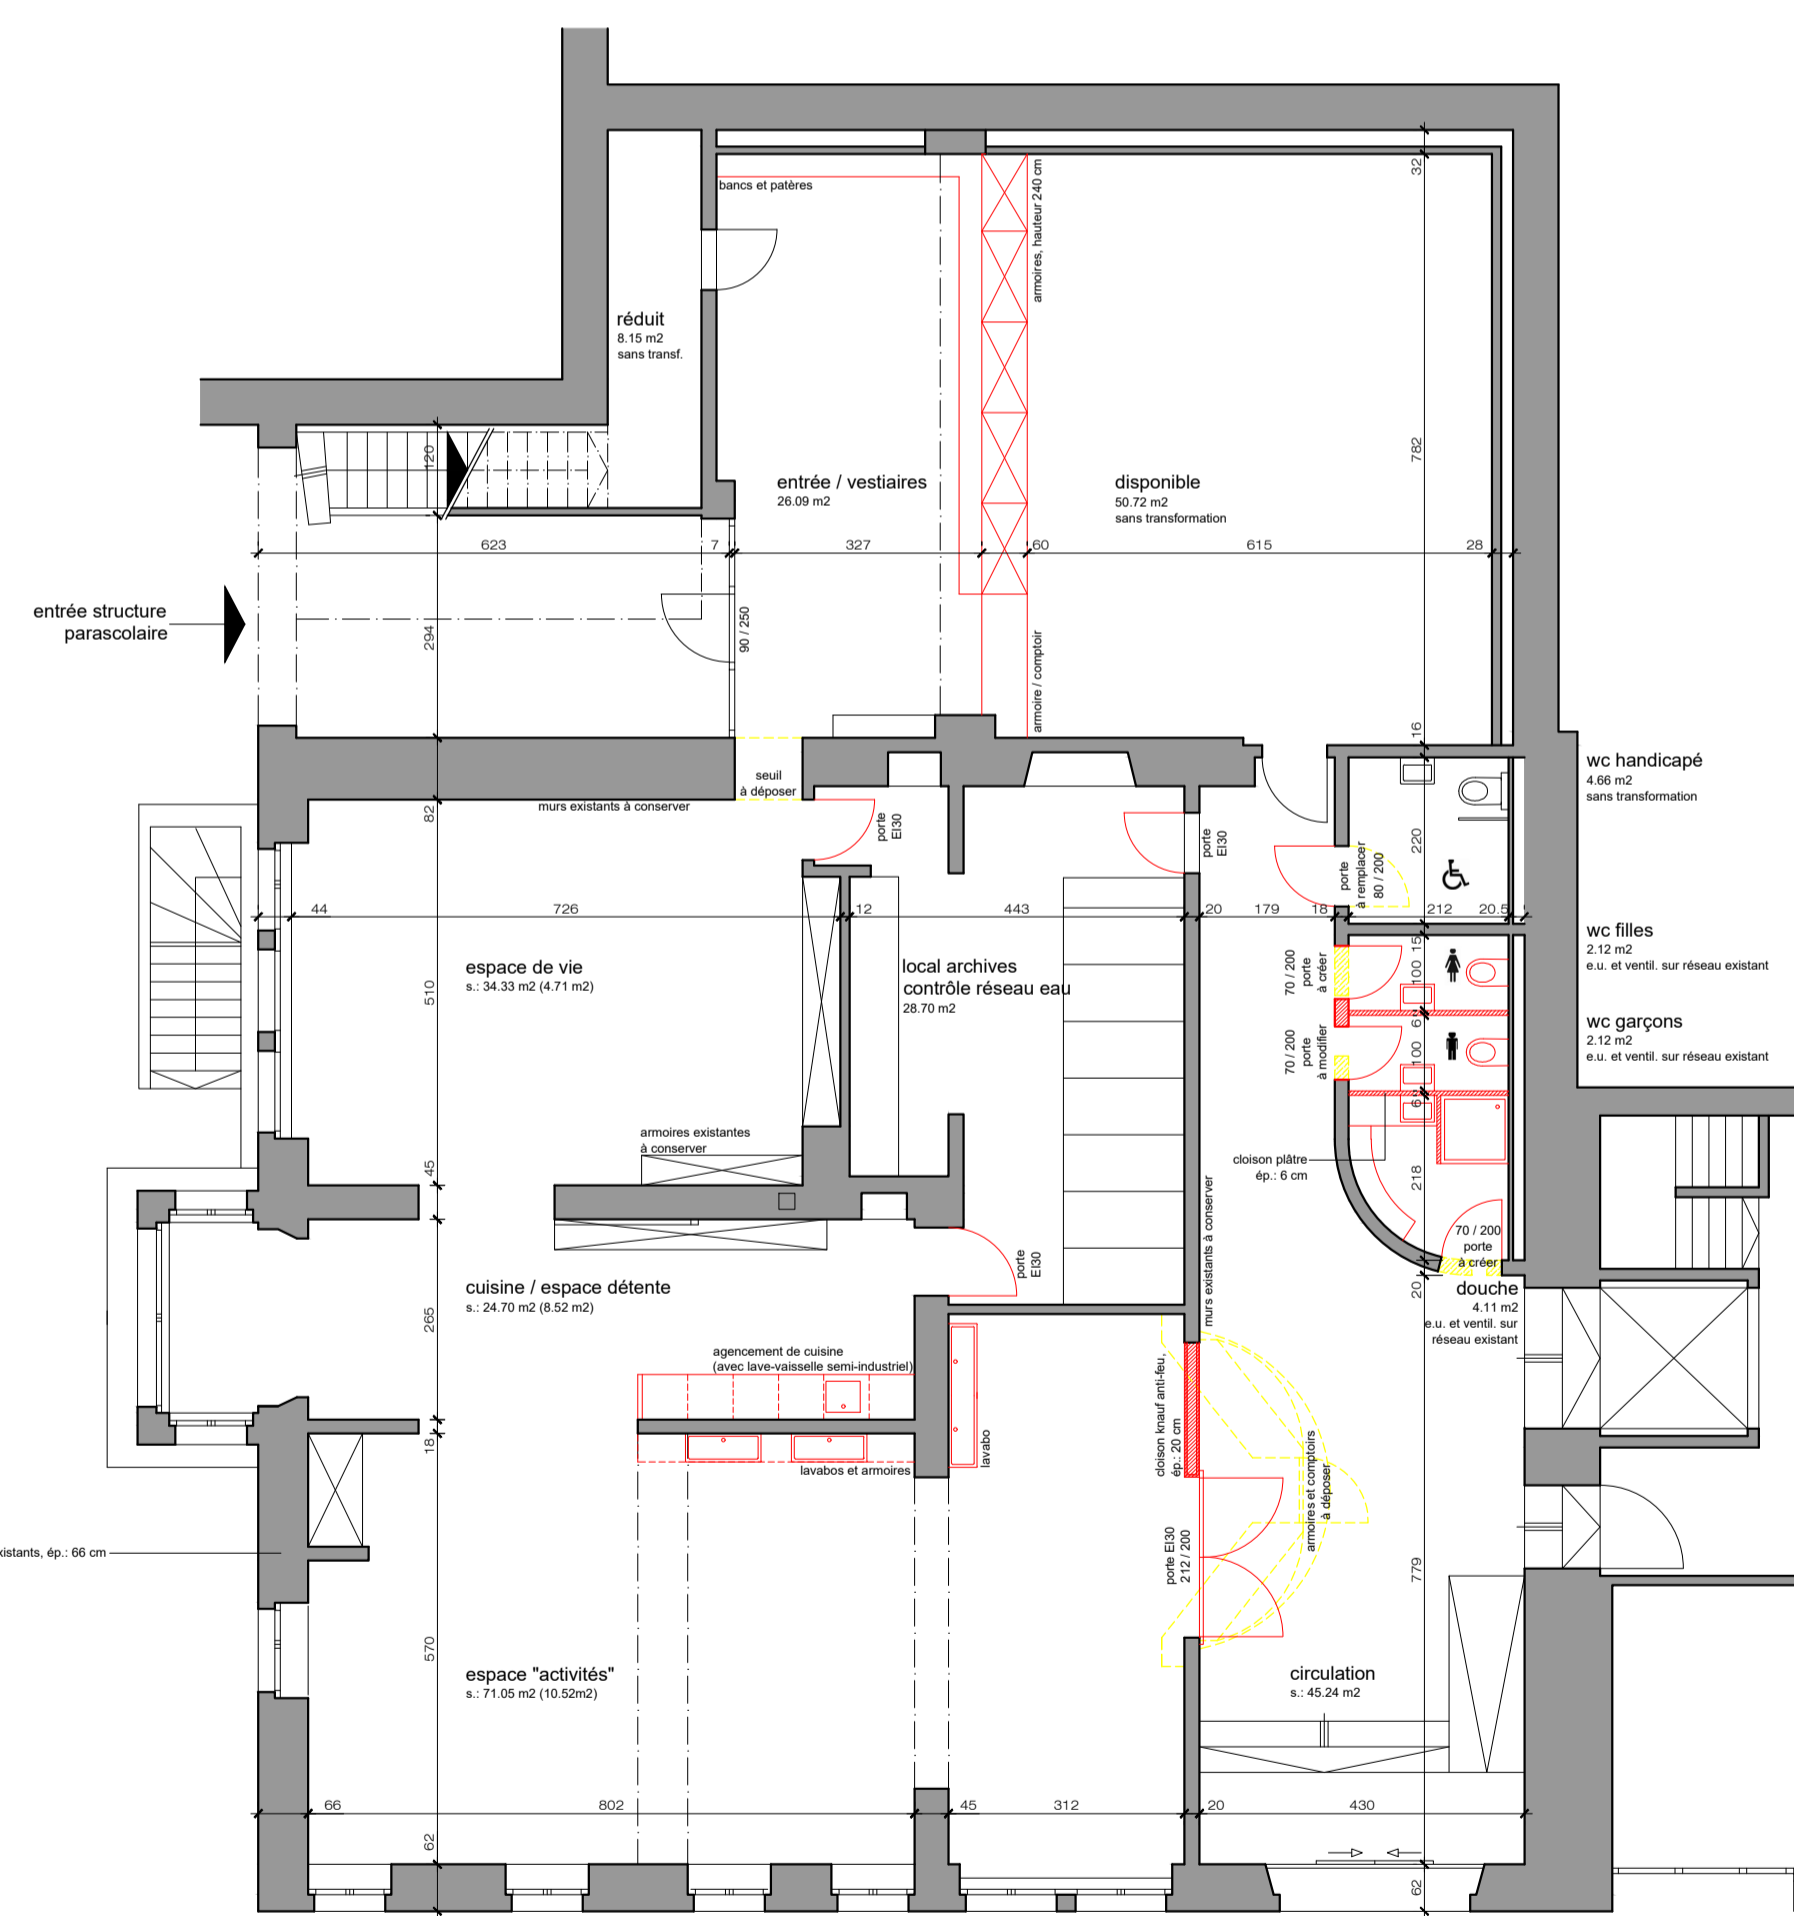 32
bancs et patères
armoires, hauteur 240 cm
réduit
8.15 m2
sans transf.
120
782
entrée / vestiaires
26.09 m2
disponible
50.72 m2
sans transformation
623
7
327
60
615
28
entrée structure
parascolaire
294
90 / 250
armoire / comptoir
16
seuil
à déposer
murs existants à conserver
82
porte
EI30
porte
EI30
220
porte
à remplacer
80 / 200
wc handicapé
4.66 m2
sans transformation
44
726
12
443
20
179
18
212
20.5
15
wc filles
2.12 m2
e.u. et ventil. sur réseau existant
espace de vie
s.: 34.33 m2 (4.71 m2)
510
local archives
contrôle réseau eau
28.70 m2
70 / 200
porte
à créer
100
6
wc garçons
2.12 m2
e.u. et ventil. sur réseau existant
70 / 200
porte
à modifier
100
6
armoires existantes
à conserver
45
cloison plâtre
ép.: 6 cm
218
murs existants à conserver
70 / 200
porte
à créer
porte
EI30
20
cuisine / espace détente
s.: 24.70 m2 (8.52 m2)
265
douche
4.11 m2
e.u. et ventil. sur
réseau existant
agencement de cuisine
(avec lave-vaisselle semi-industriel)
cloison knauf anti-feu,
ép.: 20 cm
18
lavabos et armoires
lavabo
armoires et comptoirs
à déposer
xistants, ép.: 66 cm
porte EI30
212 / 200
779
570
espace "activités"
s.: 71.05 m2 (10.52m2)
circulation
s.: 45.24 m2
66
802
45
312
20
430
62
62